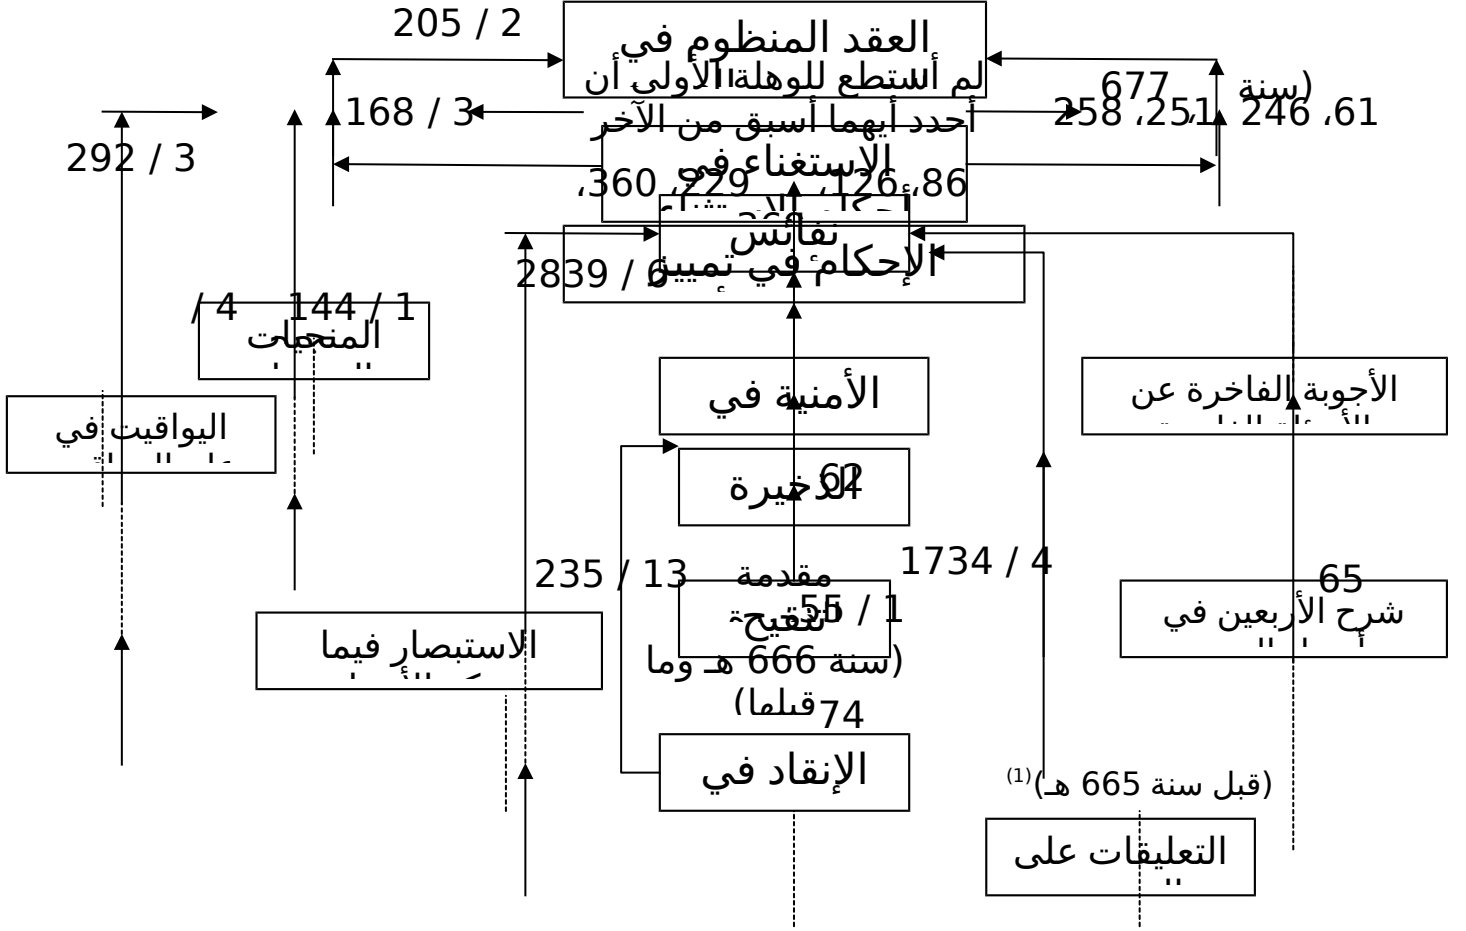 205 / 2
العقد المنظوم في
لم أستطع للوهلة الأولى أن
(سنة
677
168 / 3
أحدد أيهما أسبق من الآخر
61، 246
251، 258
292 / 3
الاستغناء في
86، 126،
229، 360،
نفائس
الإحكام في تمييز
2839 / 6
144 / 1
4 /
المنجيات
الأمنية في
الأجوبة الفاخرة عن
اليواقيت في
62
الذخيرة
1734 / 4
235 / 13
مقدمة
65
55 / 1
التنقيح
شرح الأربعين في
الاستبصار فيما
(سنة 666 هـ وما
قبلها)
74
الإنقاد في
(قبل سنة 665 هـ)(1)
التعليقات على